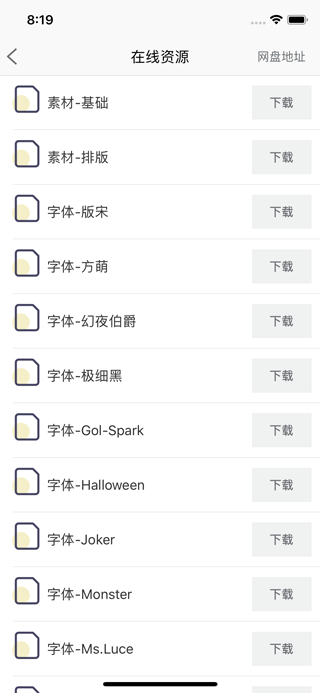 8:19
在线资源
网盘地址
素材-基础 下载
素材-排版 下载
字体-版宋 下载
字体-方萌 下载
字体-幻夜伯爵 下载
字体-极细黑 下载
字体-Gol-Spark 下载
字体-Halloween 下载
字体-Joker 下载
字体-Monster 下载
字体-Ms.Luce 下载